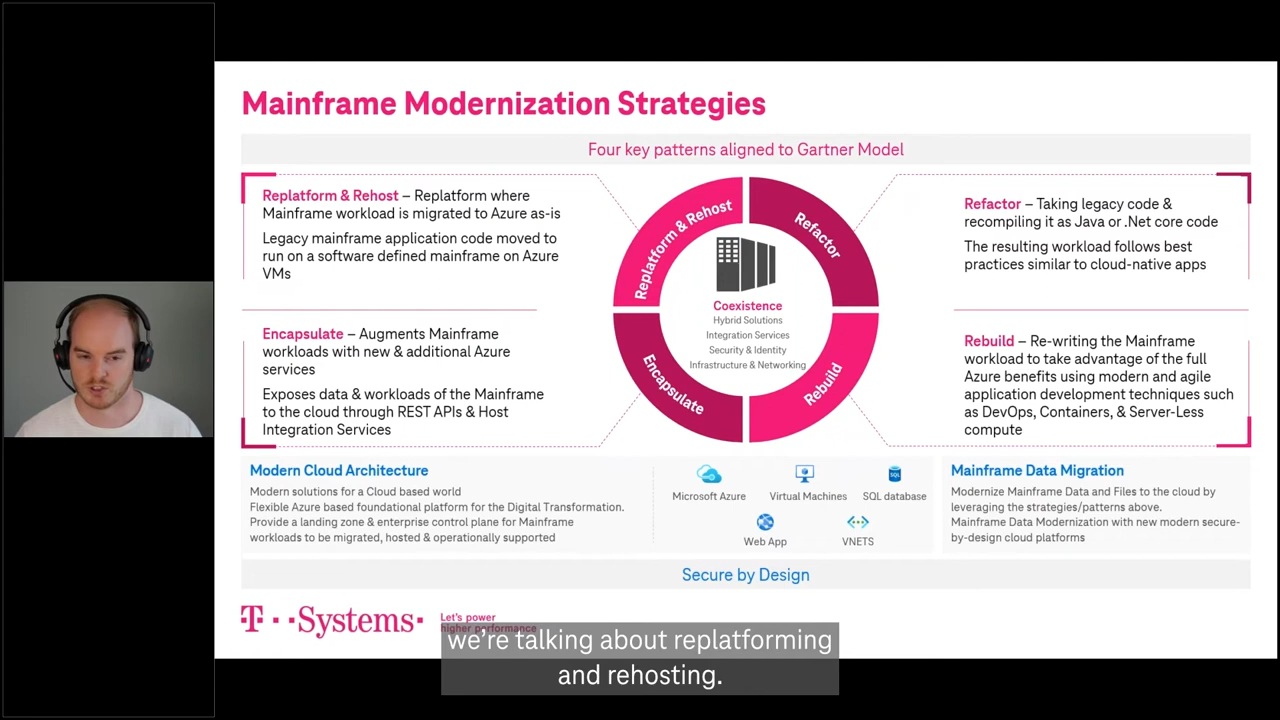 Mainframe Modernization Strategies
Four key patterns aligned to Gartner Model
Replatform & Rehost – Replatform where
Mainframe workload is migrated to Azure as-is
Legacy mainframe application code moved to
run on a software defined mainframe on Azure
VMs
Encapsulate – Augments Mainframe
workloads with new & additional Azure
services
Exposes data & workloads of the Mainframe
to the cloud through REST APIs & Host
Integration Services
Replatform & Rehost
Refactor
Encapsulate
Rebuild
Coexistence
Hybrid Solutions
Integration Services
Security & Identity
Infrastructure & Networking
Refactor – Taking legacy code &
recompiling it as Java or .Net core code
The resulting workload follows best
practices similar to cloud-native apps
Rebuild – Re-writing the Mainframe
workload to take advantage of the full
Azure benefits using modern and agile
application development techniques such
as DevOps, Containers, & Server-Less
compute
Modern Cloud Architecture
Modern solutions for a Cloud based world
Flexible Azure based foundational platform for the Digital Transformation.
Provide a landing zone & enterprise control plane for Mainframe
workloads to be migrated, hosted & operationally supported
Microsoft Azure
Virtual Machines
SQL
SQL database
Web App
VNETS
Mainframe Data Migration
Modernize Mainframe Data and Files to the cloud by
leveraging the strategies/patterns above.
Mainframe Data Modernization with new modern secure-
by-design cloud platforms
Secure by Design
T · · Systems ·
Let's power
higher performance
we're talking about replatforming
and rehosting.